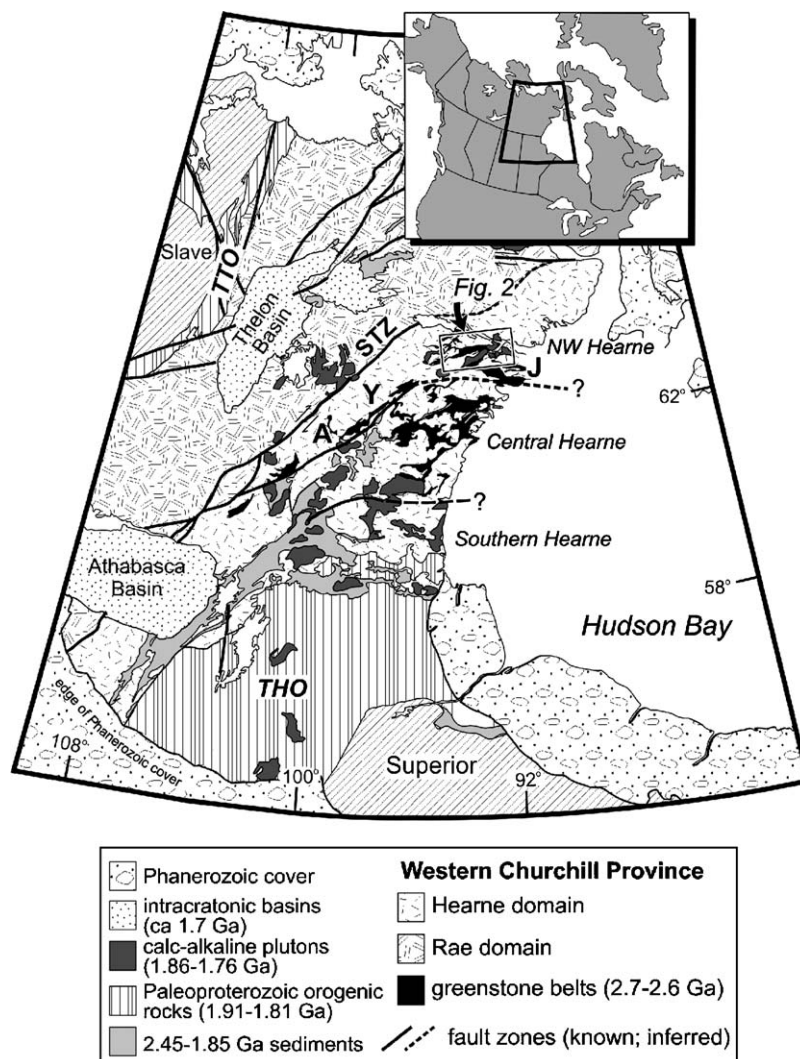 Slave
TTO
Thelon
Basin
STZ
Fig. 2
NW Hearne
J
?
62°
Y
A
Central Hearne
?
Southern Hearne
Athabasca
Basin
58°
Hudson Bay
THO
edge of Phanerozoic cover
Superior
108°
100°
92°
Phanerozoic cover
intracratonic basins
(ca 1.7 Ga)
calc-alkaline plutons
(1.86-1.76 Ga)
Paleoproterozoic orogenic
rocks (1.91-1.81 Ga)
2.45-1.85 Ga sediments
Western Churchill Province
Hearne domain
Rae domain
greenstone belts (2.7-2.6 Ga)
fault zones (known; inferred)